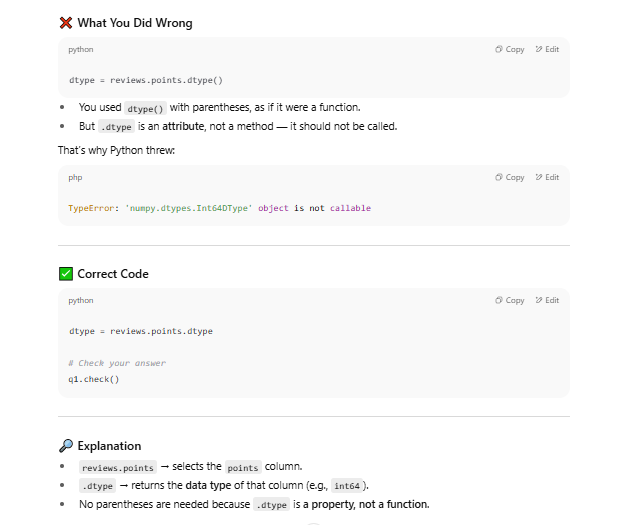 ❌ What You Did Wrong
python Copy Edit
dtype = reviews.points.dtype()
• You used dtype() with parentheses, as if it were a function.
• But .dtype is an attribute, not a method — it should not be called.
That's why Python threw:
php Copy Edit
TypeError: 'numpy.dtypes.Int64DType' object is not callable
✅ Correct Code
python Copy Edit
dtype = reviews.points.dtype
# Check your answer
q1.check()
🔎 Explanation
• reviews.points → selects the points column.
• .dtype → returns the data type of that column (e.g., int64).
• No parentheses are needed because .dtype is a property, not a function.